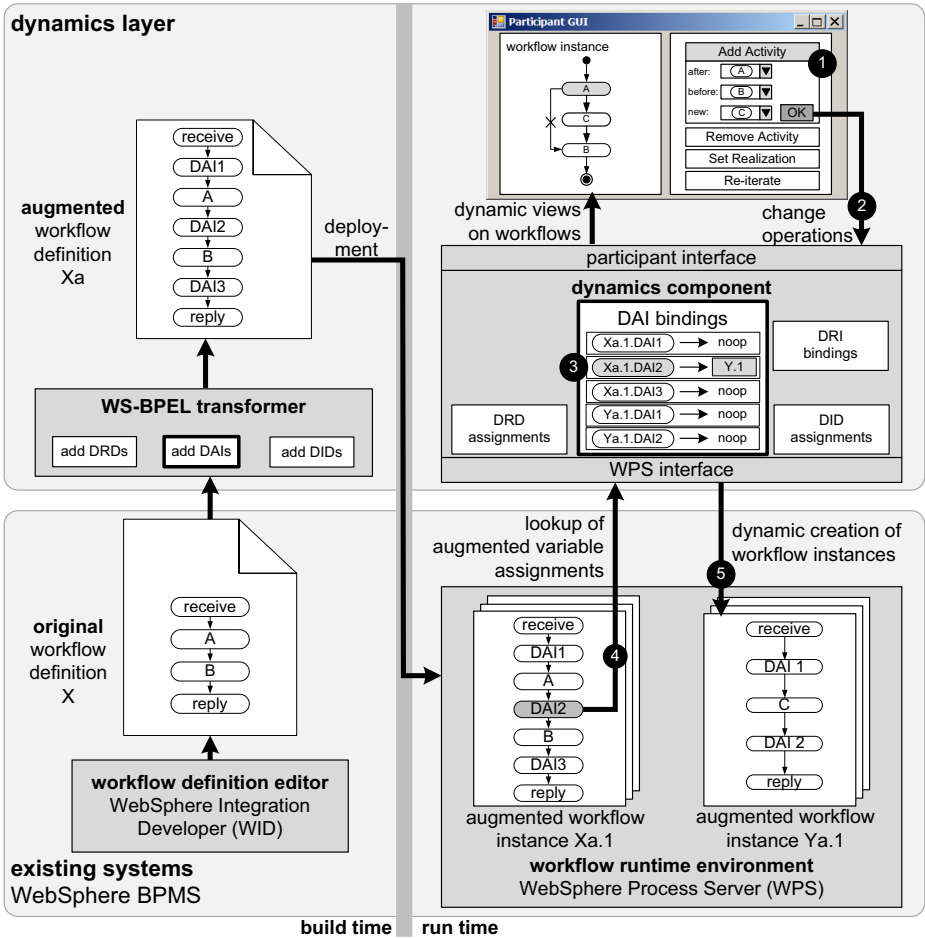 dynamics layer
receive
DAI1
A
DAI2
B
DAI3
reply
augmented
workflow
definition
Xa
deploy-
ment
WS-BPEL transformer
add DRDs
add DAIs
add DIDs
receive
A
B
reply
original
workflow
definition
X
workflow definition editor
WebSphere Integration
Developer (WID)
existing systems
WebSphere BPMS
build time
run time
Participant GUI
workflow instance
A
C
B
Add Activity
1
after:
A
before:
B
new:
C
OK
Remove Activity
Set Realization
Re-iterate
dynamic views
on workflows
2
change
operations
participant interface
dynamics component
DAI bindings
Xa.1.DAI1
noop
3
Xa.1.DAI2
Y.1
Xa.1.DAI3
noop
Ya.1.DAI1
noop
Ya.1.DAI2
noop
DRI
bindings
DRD
assignments
DID
assignments
WPS interface
lookup of
augmented variable
assignments
dynamic creation of
workflow instances
5
receive
DAI1
4
A
DAI2
B
DAI3
reply
augmented workflow
instance Xa.1
receive
DAI 1
C
DAI 2
reply
augmented workflow
instance Ya.1
workflow runtime environment
WebSphere Process Server (WPS)